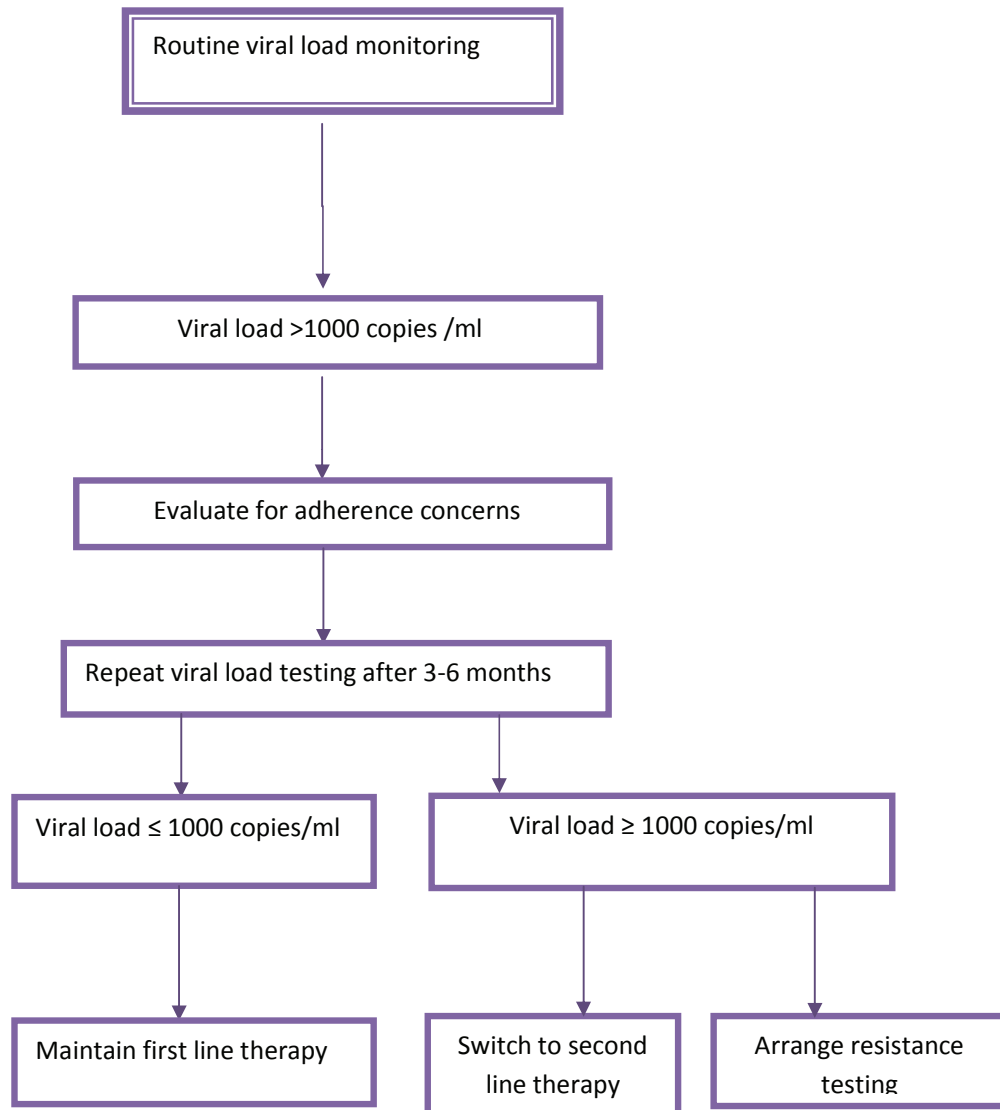 Routine viral load monitoring
Viral load >1000 copies /ml
Evaluate for adherence concerns
Repeat viral load testing after 3-6 months
Viral load ≤ 1000 copies/ml
Viral load ≥ 1000 copies/ml
Maintain first line therapy
Switch to second
line therapy
Arrange resistance
testing